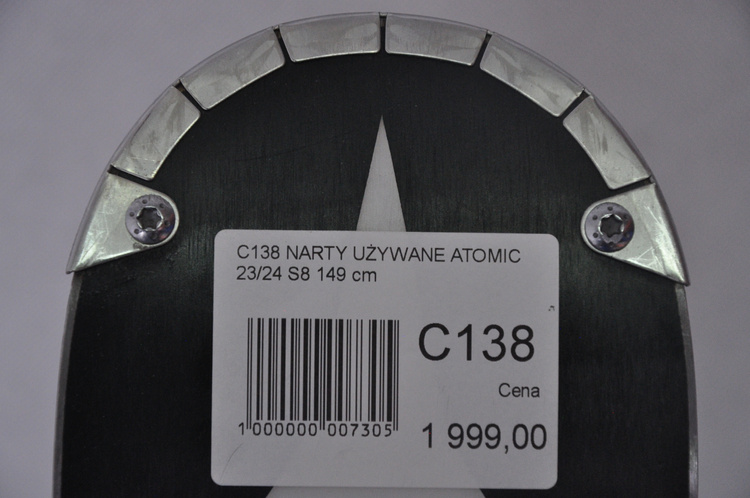 C138 NARTY UŻYWANE ATOMIC
23/24 S8 149 cm
C138
Cena
1 999,00
1 000000 007305